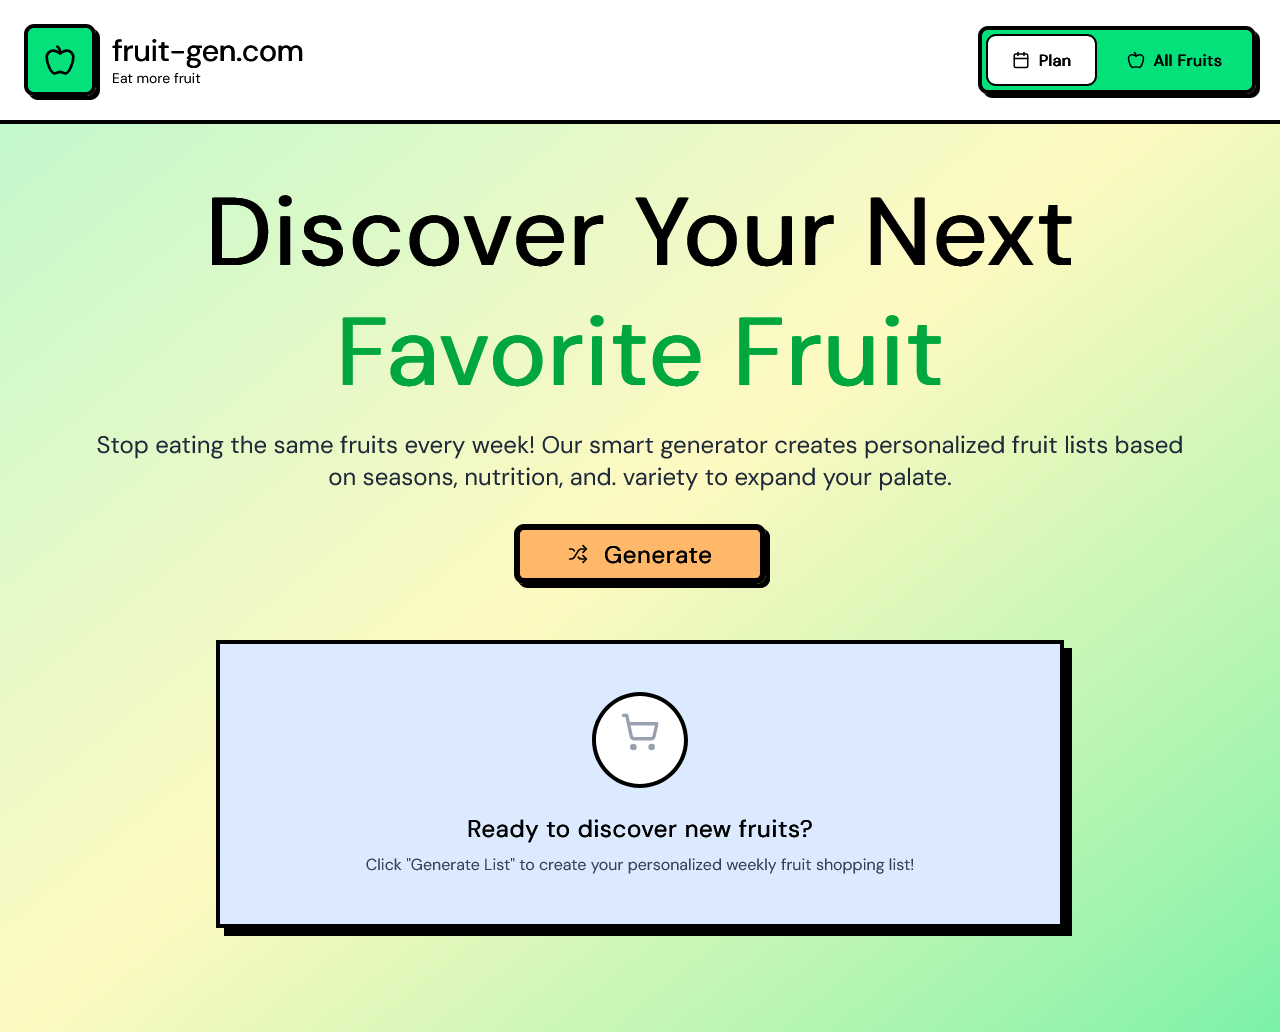 fruit-gen.com
Eat more fruit
Plan
All Fruits
Discover Your Next
Favorite Fruit
Stop eating the same fruits every week! Our smart generator creates personalized fruit lists based
on seasons, nutrition, and. variety to expand your palate.
Generate
Ready to discover new fruits?
Click "Generate List" to create your personalized weekly fruit shopping list!